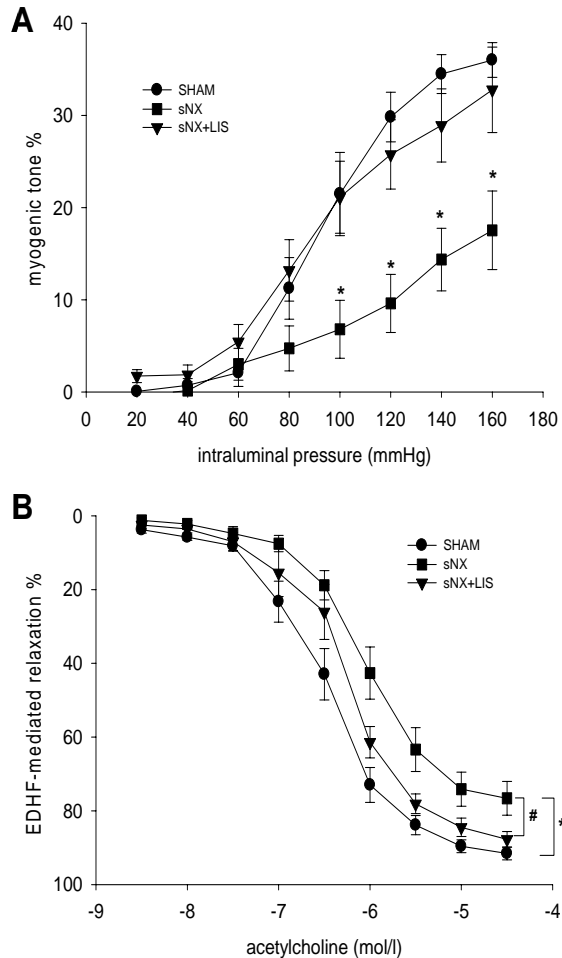 A
40
30
20
10
0
myogenic tone %
SHAM
sNX
sNX+LIS
*
*
*
*
0 20 40 60 80 100 120 140 160 180
intraluminal pressure (mmHg)
B
0
20
40
60
80
100
EDHF-mediated relaxation %
SHAM
sNX
sNX+LIS
#
*
-9 -8 -7 -6 -5 -4
acetylcholine (mol/l)